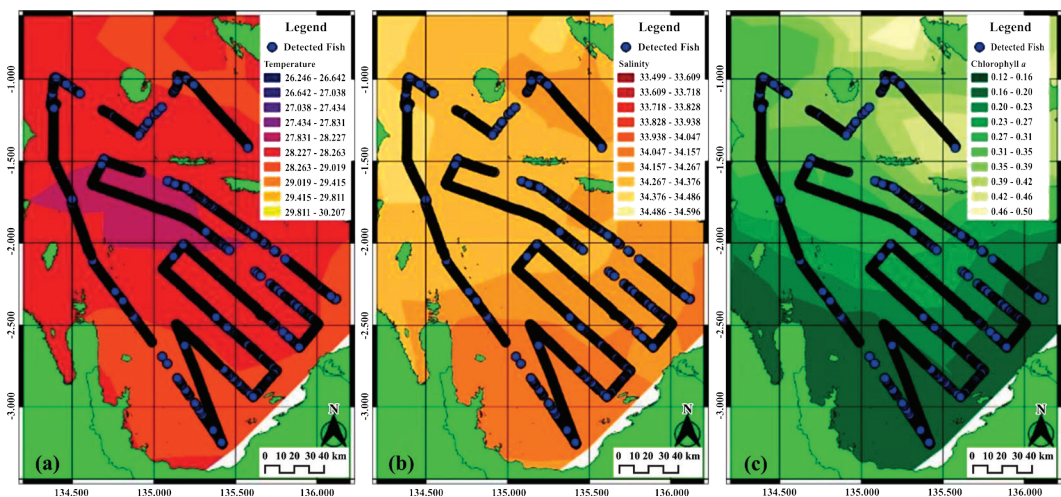 Legend
Detected Fish
Temperature
26.246 - 26.642
26.642 - 27.038
27.038 - 27.434
27.434 - 27.831
27.831 - 28.227
28.227 - 28.263
28.263 - 29.019
29.019 - 29.415
29.415 - 29.811
29.811 - 30.207
-1.000
-1.500
-2.000
-2.500
-3.000
N
0 10 20 30 40 km
(a)
134.500 135.000 135.500 136.000
Legend
Detected Fish
Salinity
33.499 - 33.609
33.609 - 33.718
33.718 - 33.828
33.828 - 33.938
33.938 - 34.047
34.047 - 34.157
34.157 - 34.267
34.267 - 34.376
34.376 - 34.486
34.486 - 34.596
-1.000
-1.500
-2.000
-2.500
-3.000
N
0 10 20 30 40 km
(b)
134.500 135.000 135.500 136.000
Legend
Detected Fish
Chlorophyll a
0.12 - 0.16
0.16 - 0.20
0.20 - 0.23
0.23 - 0.27
0.27 - 0.31
0.31 - 0.35
0.35 - 0.39
0.39 - 0.42
0.42 - 0.46
0.46 - 0.50
-1.000
-1.500
-2.000
-2.500
-3.000
N
0 10 20 30 40 km
(c)
134.500 135.000 135.500 136.000